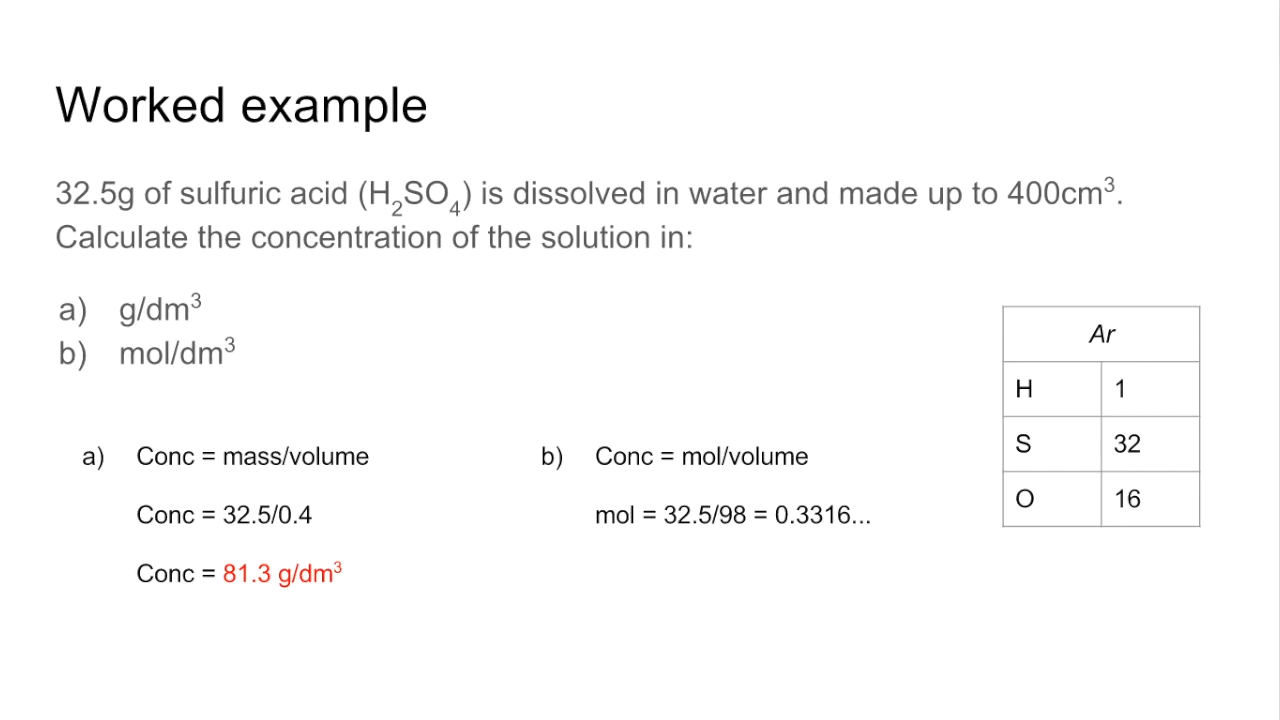 Worked example
32.5g of sulfuric acid (H₂SO₄) is dissolved in water and made up to 400cm³.
Calculate the concentration of the solution in:
a) g/dm³
b) mol/dm³
Ar
H 1
S 32
O 16
a) Conc = mass/volume
Conc = 32.5/0.4
Conc = 81.3 g/dm³
b) Conc = mol/volume
mol = 32.5/98 = 0.3316...